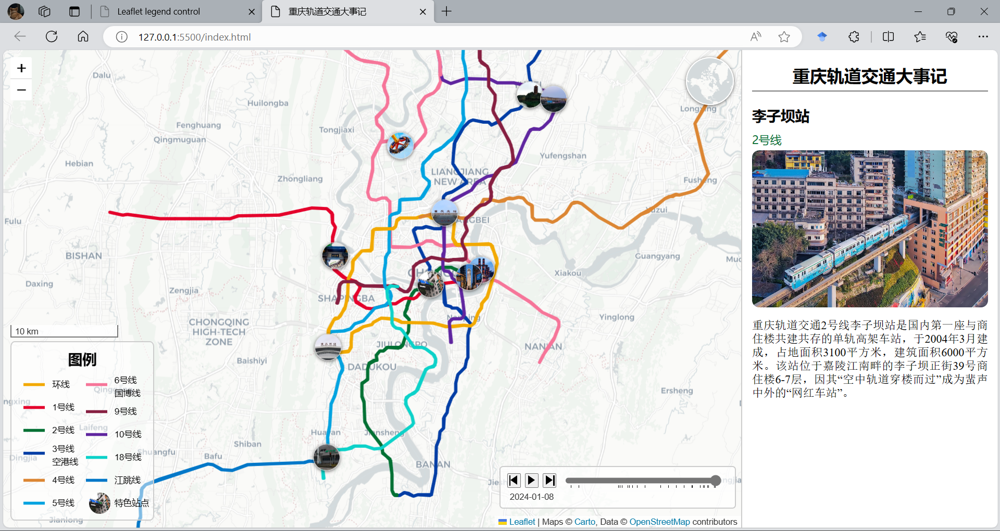 Leaflet legend control
重庆轨道交通大事记
127.0.0.1:5500/index.html
+
−
Dalu
Huilongba
Fenghuang
Qingmuguan
Tongjiaxi
Hebian
Zhongliang
LIANGJIANG
NEW AREA
Yufengshan
Longxing
Fusheng
Yuzui
Fulu
BISHAN
Guangyang
Xiakou
Daxing
Zengjia
SHAPINGBA
CHONGQING
HIGH-TECH
ZONE
Nanping
Yinglong
JIULONGPO
NAN'AN
Baishiyi
DADUKOU
Ersheng
Huayan
Jiansheng
Shiban
Bafu
Shuangfu
Laifeng
Dingjia
BANAN
Jianlong
10 km
图例
环线
1号线
2号线
3号线
空港线
4号线
5号线
6号线
国博线
9号线
10号线
18号线
江跳线
特色站点
2024-01-08
Leaflet | Maps © Carto, Data © OpenStreetMap contributors
重庆轨道交通大事记
李子坝站
2号线
重庆轨道交通2号线李子坝站是国内第一座与商
住楼共建共存的单轨高架车站，于2004年3月建
成，占地面积3100平方米，建筑面积6000平方
米。该站位于嘉陵江南畔的李子坝正街39号商
住楼6-7层，因其“空中轨道穿楼而过”成为蜚声
中外的“网红车站”。